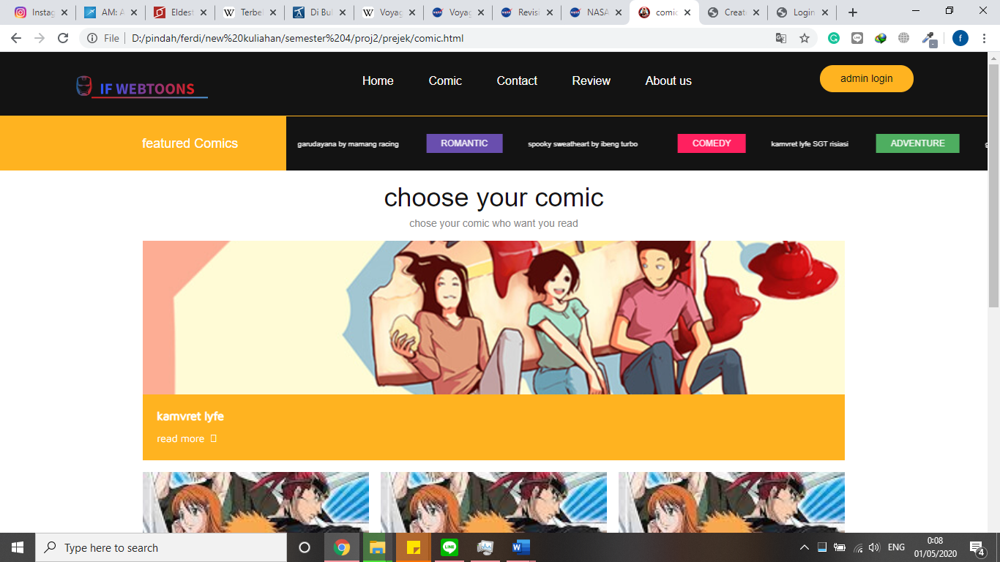 Instag
AM: A
Eldest
Terbel
Di Bul
Voyag
Voyag
Revisi
NASA
comic
Creat
Login
File
D:/pindah/ferdi/new%20kuliahan/semester%204/proj2/prejek/comic.html
f
IF WEBTOONS
Home
Comic
Contact
Review
About us
admin login
featured Comics
garudayana by mamang racing
ROMANTIC
spooky sweatheart by ibeng turbo
COMEDY
kamvret lyfe SGT risiasi
ADVENTURE
choose your comic
chose your comic who want you read
kamvret lyfe
read more
Type here to search
ENG
0:08
01/05/2020
4